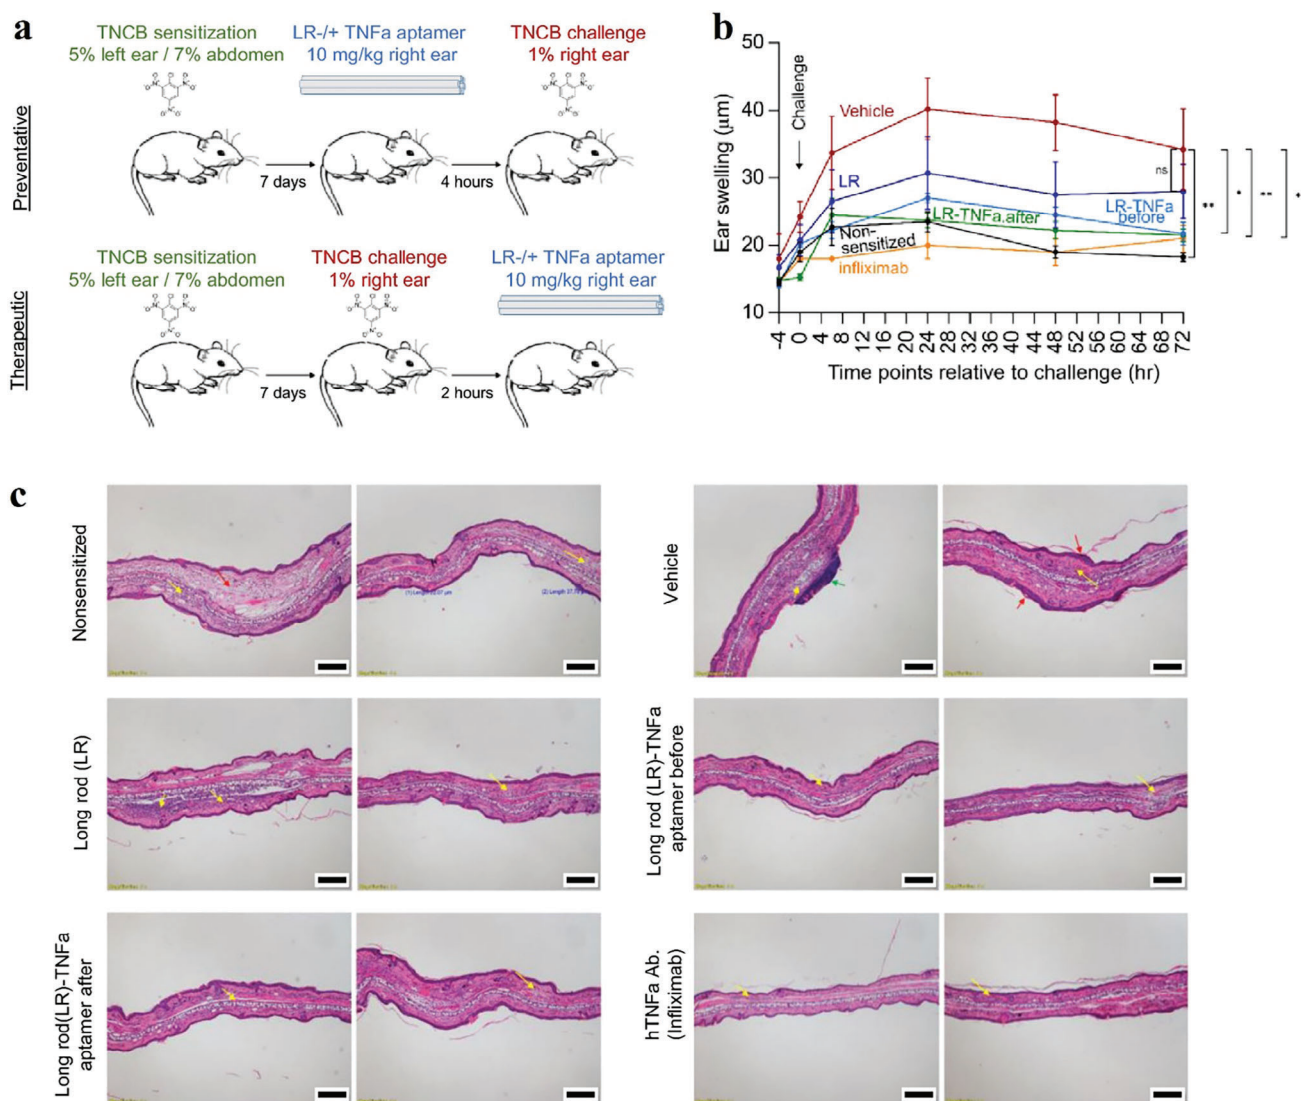 a
TNCB sensitization
5% left ear / 7% abdomen
LR-/+ TNFa aptamer
10 mg/kg right ear
TNCB challenge
1% right ear
Preventative
7 days
4 hours
TNCB sensitization
5% left ear / 7% abdomen
TNCB challenge
1% right ear
LR-/+ TNFa aptamer
10 mg/kg right ear
Therapeutic
7 days
2 hours
b
Ear swelling (µm)
50
40
30
20
10
Challenge
Vehicle
LR
LR-TNFa after
LR-TNFa
before
Non-
sensitized
infliximab
ns
**
*
**
*
-4 0 4 8 12 16 20 24 28 32 36 40 44 48 52 56 60 64 68 72
Time points relative to challenge (hr)
c
Nonsensitized
Vehicle
Long rod (LR)
Long rod (LR)-TNFa
aptamer before
Long rod(LR)-TNFa
aptamer after
hTNFa Ab.
(Infliximab)